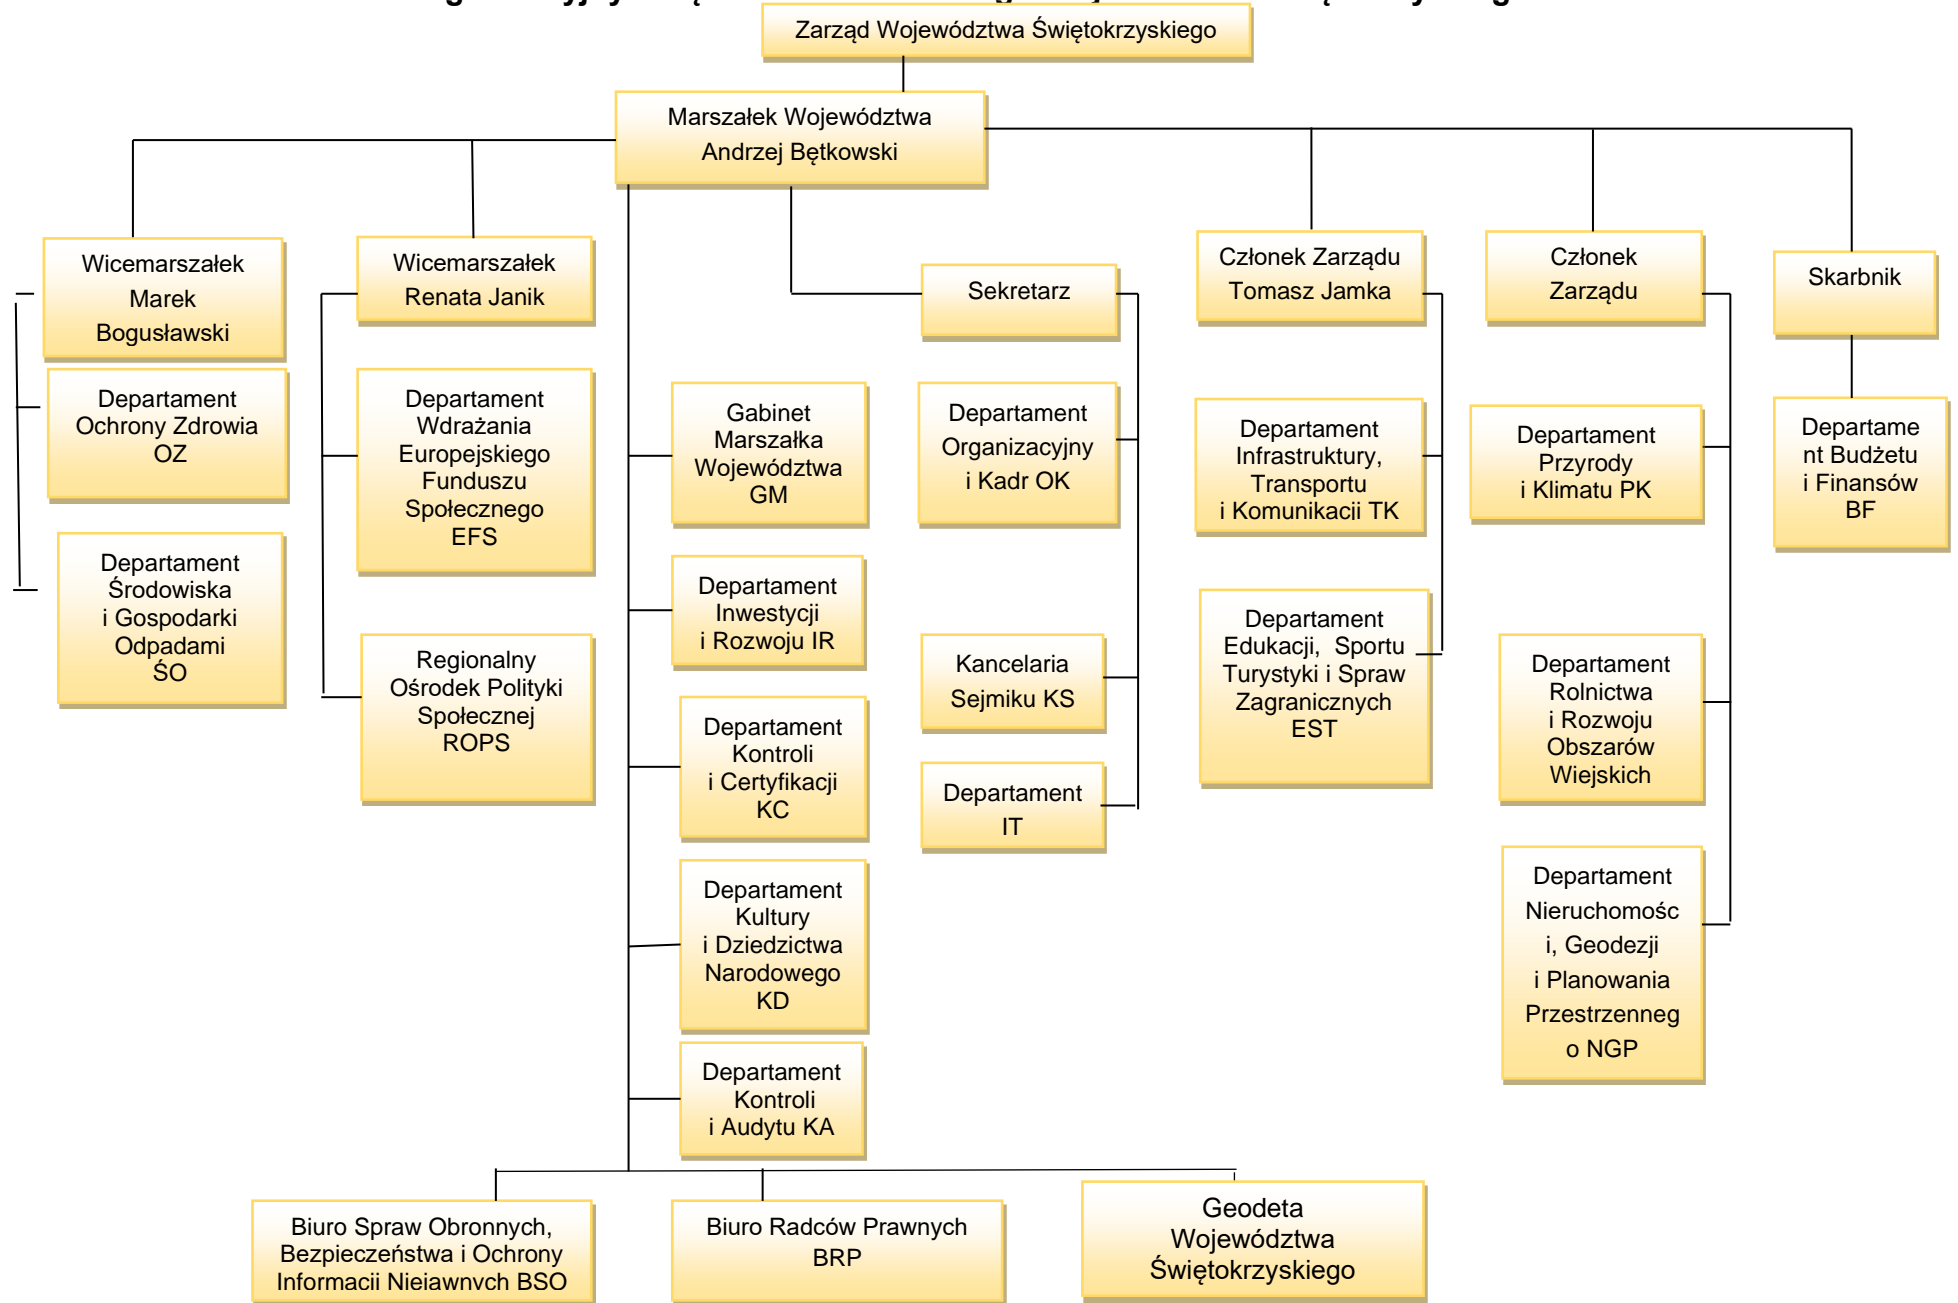 Zarząd Województwa Świętokrzyskiego
Marszałek Województwa
Andrzej Bętkowski
Wicemarszałek
Marek
Bogusławski
Wicemarszałek
Renata Janik
Sekretarz
Członek Zarządu
Tomasz Jamka
Członek
Zarządu
Skarbnik
Departament
Ochrony Zdrowia
OZ
Departament
Środowiska
i Gospodarki
Odpadami
ŚO
Departament
Wdrażania
Europejskiego
Funduszu
Społecznego
EFS
Regionalny
Ośrodek Polityki
Społecznej
ROPS
Gabinet
Marszałka
Województwa
GM
Departament
Inwestycji
i Rozwoju IR
Departament
Kontroli
i Certyfikacji
KC
Departament
Kultury
i Dziedzictwa
Narodowego
KD
Departament
Kontroli
i Audytu KA
Departament
Organizacyjny
i Kadr OK
Kancelaria
Sejmiku KS
Departament
IT
Departament
Infrastruktury,
Transportu
i Komunikacji TK
Departament
Edukacji, Sportu
Turystyki i Spraw
Zagranicznych
EST
Departament
Przyrody
i Klimatu PK
Departament
Rolnictwa
i Rozwoju
Obszarów
Wiejskich
Departament
Nieruchomośc
i, Geodezji
i Planowania
Przestrzenneg
o NGP
Departame
nt Budżetu
i Finansów
BF
Biuro Spraw Obronnych,
Bezpieczeństwa i Ochrony
Informacji Niejawnych BSO
Biuro Radców Prawnych
BRP
Geodeta
Województwa
Świętokrzyskiego